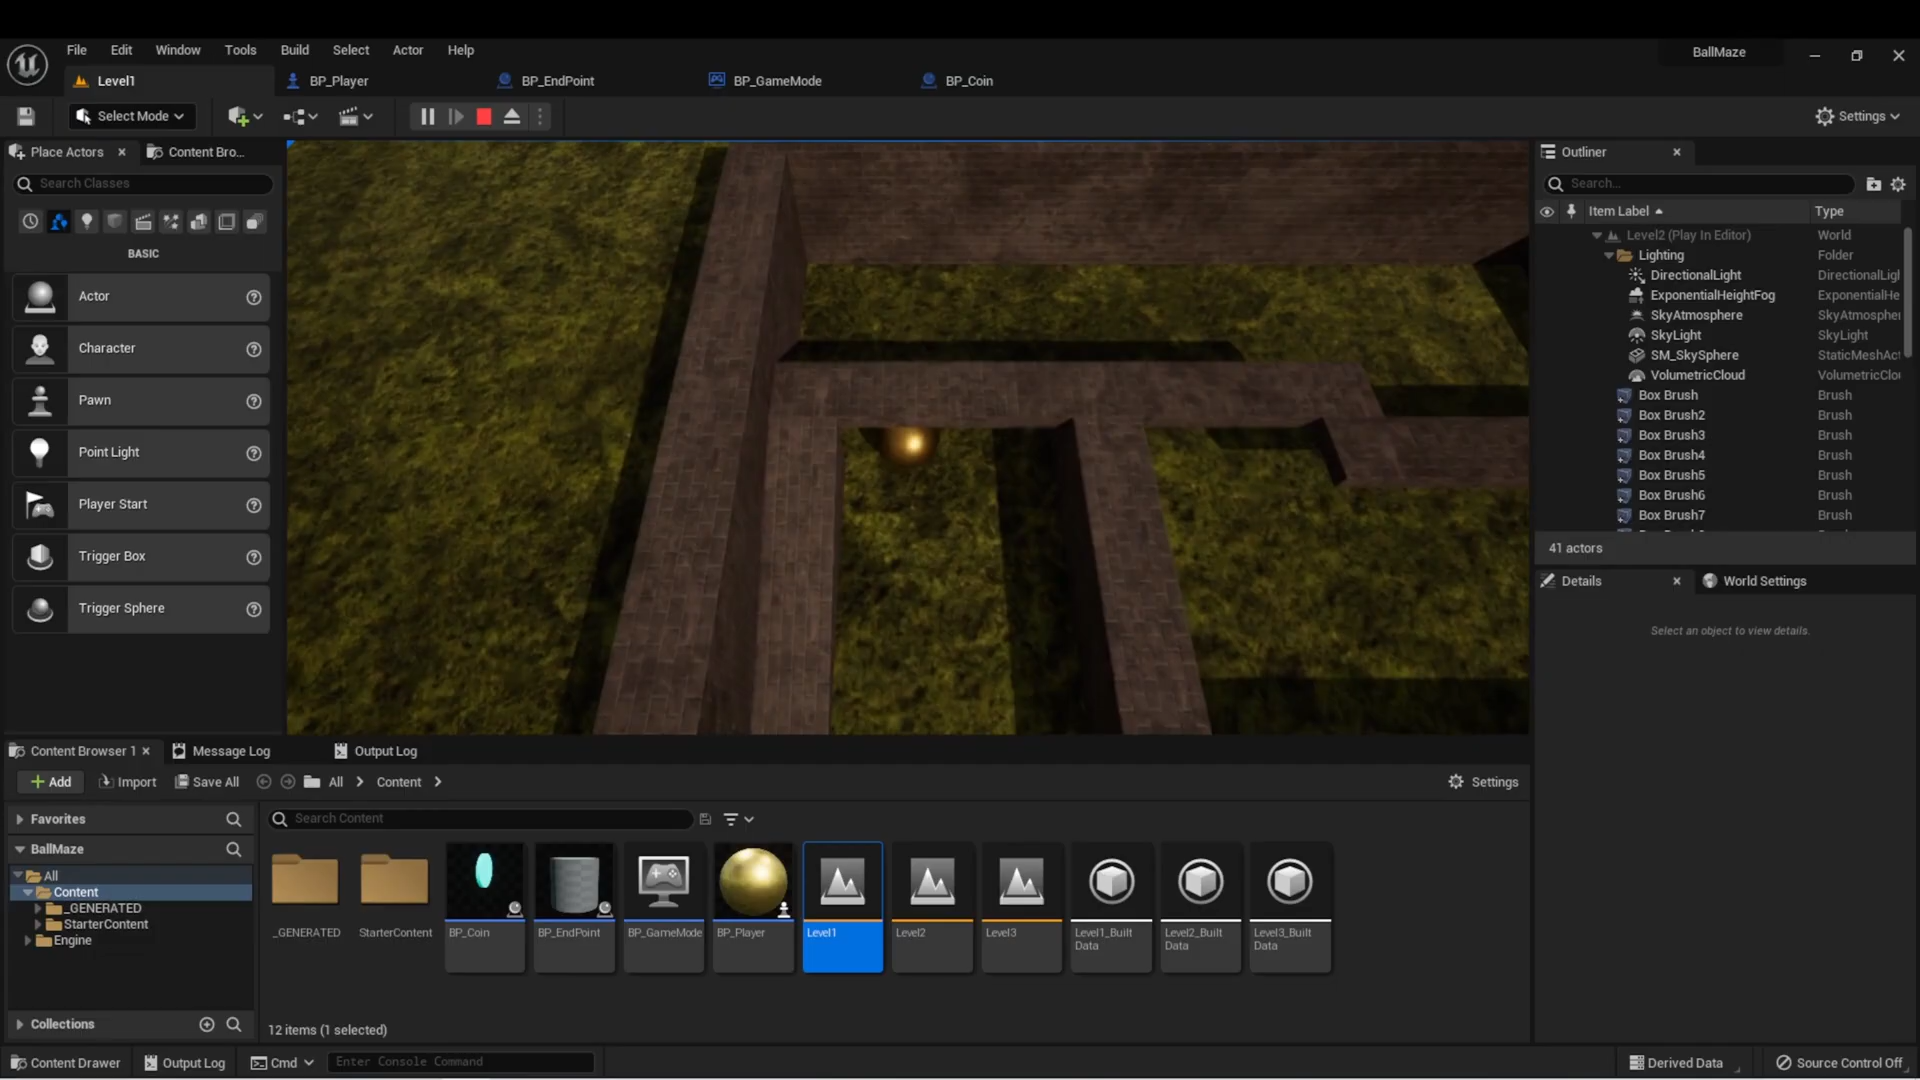 File Edit Window Tools Build Select Actor Help
BallMaze
Level1 BP_Player BP_EndPoint BP_GameMode BP_Coin
Select Mode
Settings
Place Actors Content Bro...
Search Classes
BASIC
Actor
Character
Pawn
Point Light
Player Start
Trigger Box
Trigger Sphere
Outliner
Search...
Item Label Type
Level2 (Play In Editor) World
Lighting Folder
DirectionalLight DirectionalLigl
ExponentialHeightFog ExponentialHe
SkyAtmosphere SkyAtmospher
SkyLight SkyLight
SM_SkySphere StaticMeshAct
VolumetricCloud VolumetricClou
Box Brush Brush
Box Brush2 Brush
Box Brush3 Brush
Box Brush4 Brush
Box Brush5 Brush
Box Brush6 Brush
Box Brush7 Brush
41 actors
Details World Settings
Select an object to view details.
Content Browser 1 Message Log Output Log
Add Import Save All All Content Settings
Favorites
Search Content
BallMaze
All
Content
_GENERATED
StarterContent
Engine
Collections
_GENERATED StarterContent BP_Coin BP_EndPoint BP_GameMode BP_Player Level1 Level2 Level3 Level1_Built Data Level2_Built Data Level3_Built Data
12 items (1 selected)
Content Drawer Output Log Cmd Enter Console Command Derived Data Source Control Off